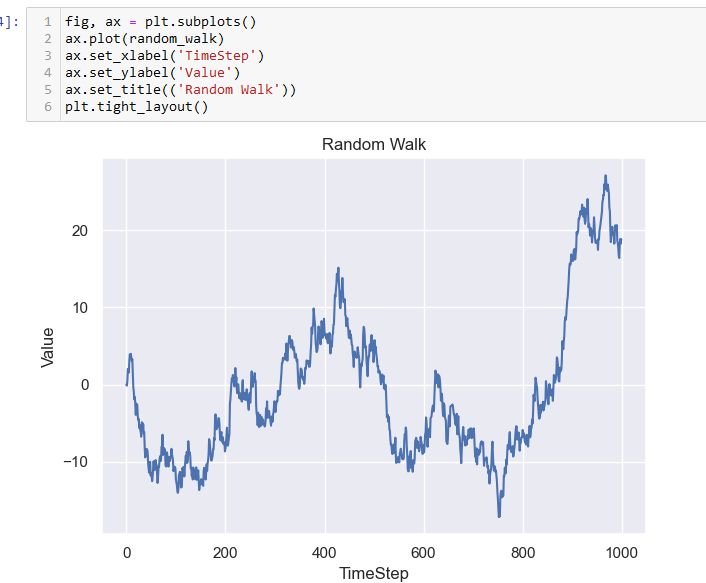 4]:
1 fig, ax = plt.subplots()
2 ax.plot(random_walk)
3 ax.set_xlabel('TimeStep')
4 ax.set_ylabel('Value')
5 ax.set_title(('Random Walk'))
6 plt.tight_layout()
Random Walk
20
10
0
−10
Value
0 200 400 600 800 1000
TimeStep